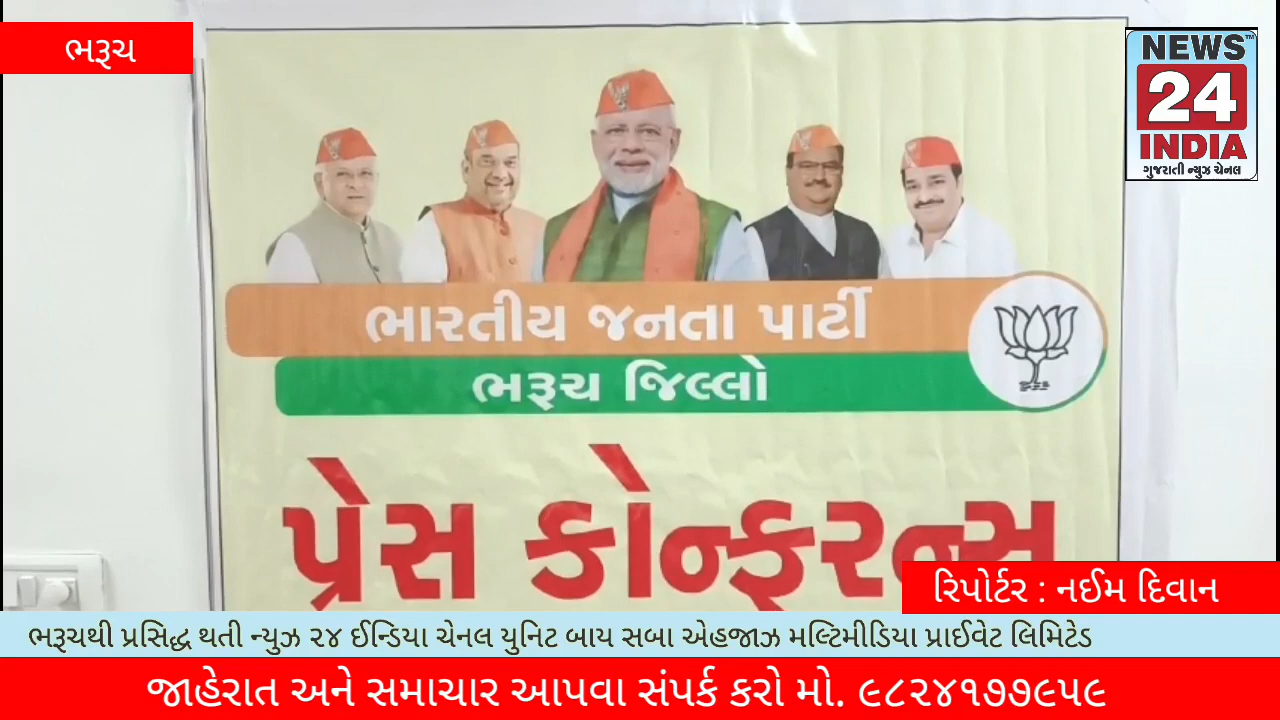 ભરૂચ
NEWS™
24
INDIA
ગુજરાતી ન્યુઝ ચેનલ
ભારતીય જનતા પાર્ટી
ભરૂચ જિલ્લો
પ્રેસ કોન્ફરન્સ
રિપોર્ટર : નઈમ દિવાન
ભરૂચથી પ્રસિદ્ધ થતી ન્યુઝ ૨૪ ઈન્ડિયા ચેનલ યુનિટ બાય સબા એહજાઝ મલ્ટિમીડિયા પ્રાઈવેટ લિમિટેડ
જાહેરાત અને સમાચાર આપવા સંપર્ક કરો મો. ૯૮૨૪૧૭૭૯૫૯